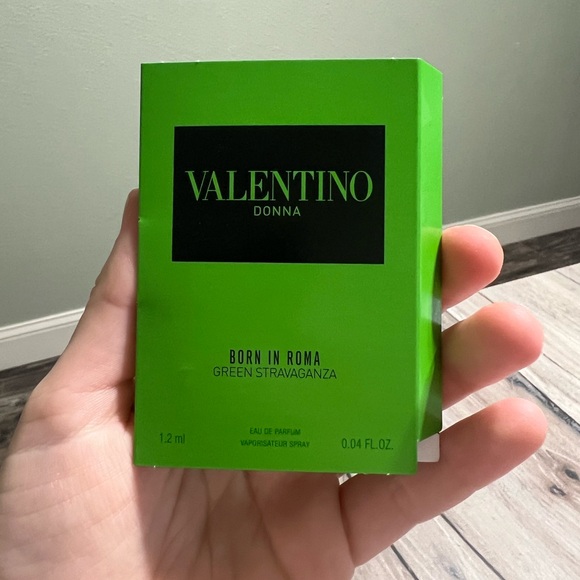 VALENTINO
DONNA
BORN IN ROMA
GREEN STRAVAGANZA
EAU DE PARFUM
1.2 ml VAPORISATEUR SPRAY 0.04 FL.OZ.